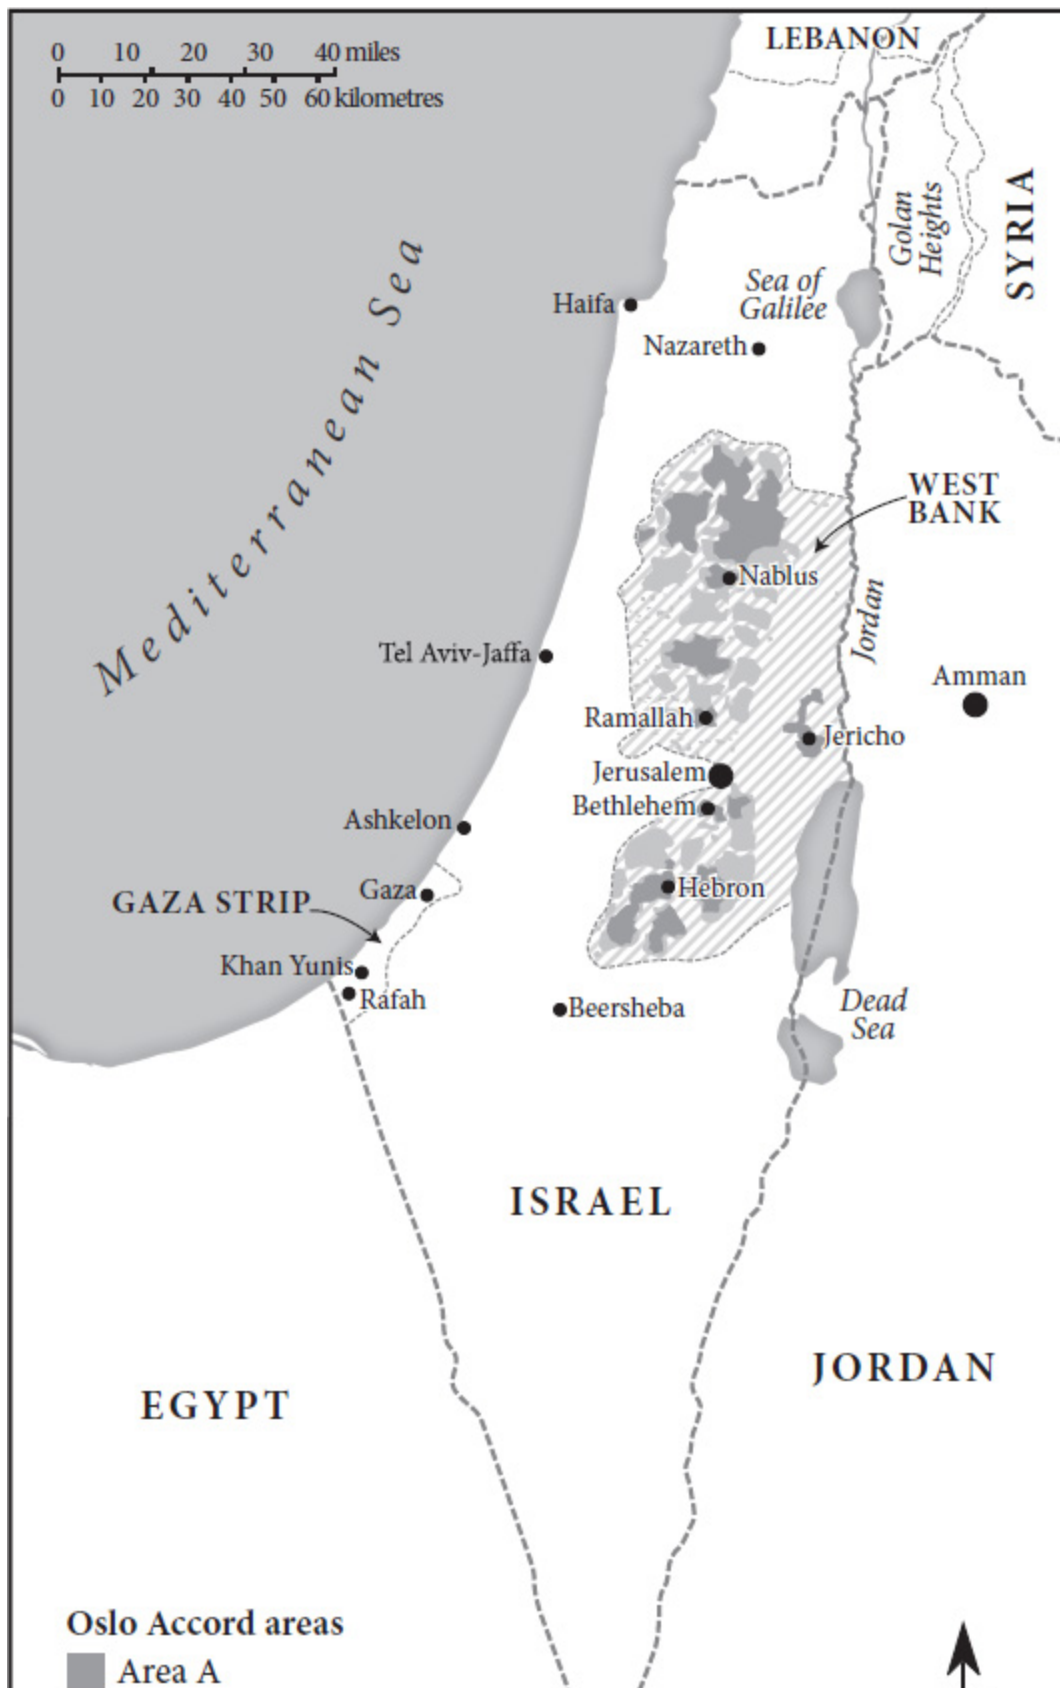 0 10 20 30 40 miles
0 10 20 30 40 50 60 kilometres
LEBANON
SYRIA
Golan
Heights
Sea of
Galilee
Mediterranean Sea
Haifa
Nazareth
WEST
BANK
Nablus
Jordan
Tel Aviv-Jaffa
Amman
Ramallah
Jericho
Jerusalem
Bethlehem
Ashkelon
Gaza
Hebron
GAZA STRIP
Khan Yunis
Rafah
Beersheba
Dead
Sea
ISRAEL
JORDAN
EGYPT
Oslo Accord areas
Area A